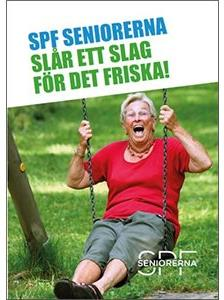 SPF SENIORERNA
SLÅR ETT SLAG
FÖR DET FRISKA!
SPF
SENIORERNA